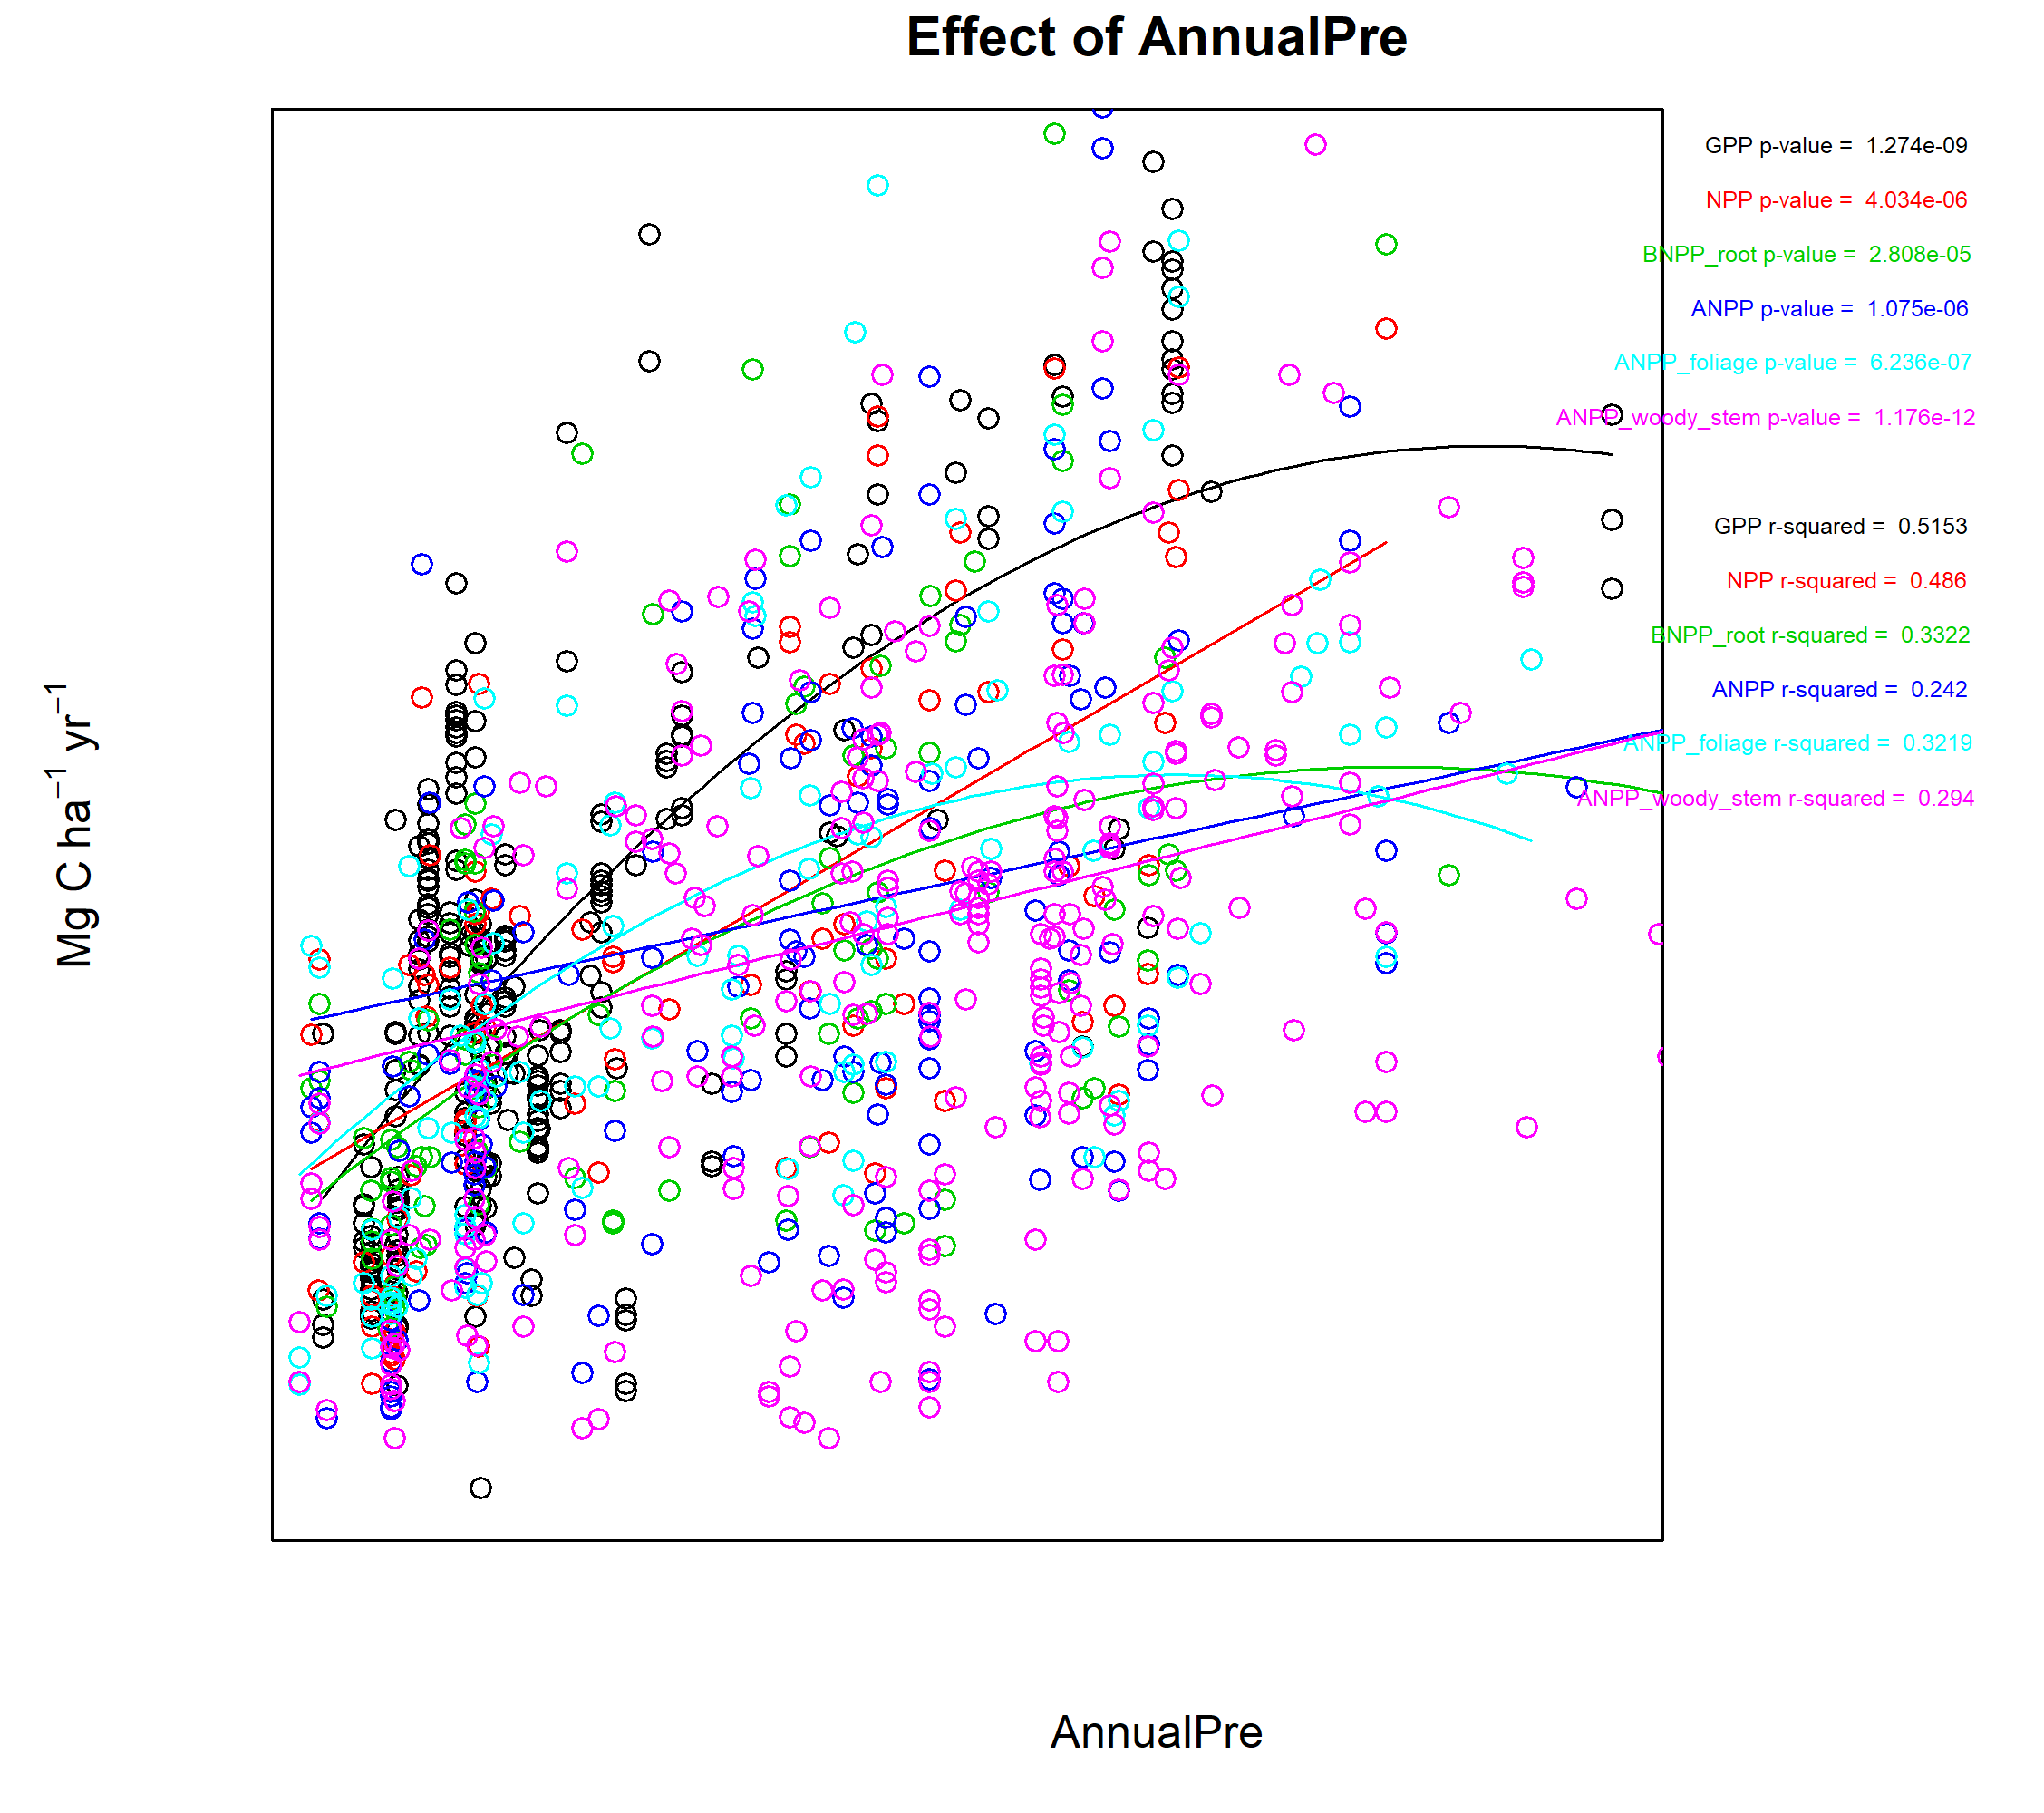 Effect of AnnualPre
GPP p-value = 1.274e-09
NPP p-value = 4.034e-06
BNPP_root p-value = 2.808e-05
ANPP p-value = 1.075e-06
ANPP_foliage p-value = 6.236e-07
ANPP_woody_stem p-value = 1.176e-12
GPP r-squared = 0.5153
NPP r-squared = 0.486
BNPP_root r-squared = 0.3322
ANPP r-squared = 0.242
ANPP_foliage r-squared = 0.3219
ANPP_woody_stem r-squared = 0.294
Mg C ha⁻¹ yr⁻¹
AnnualPre